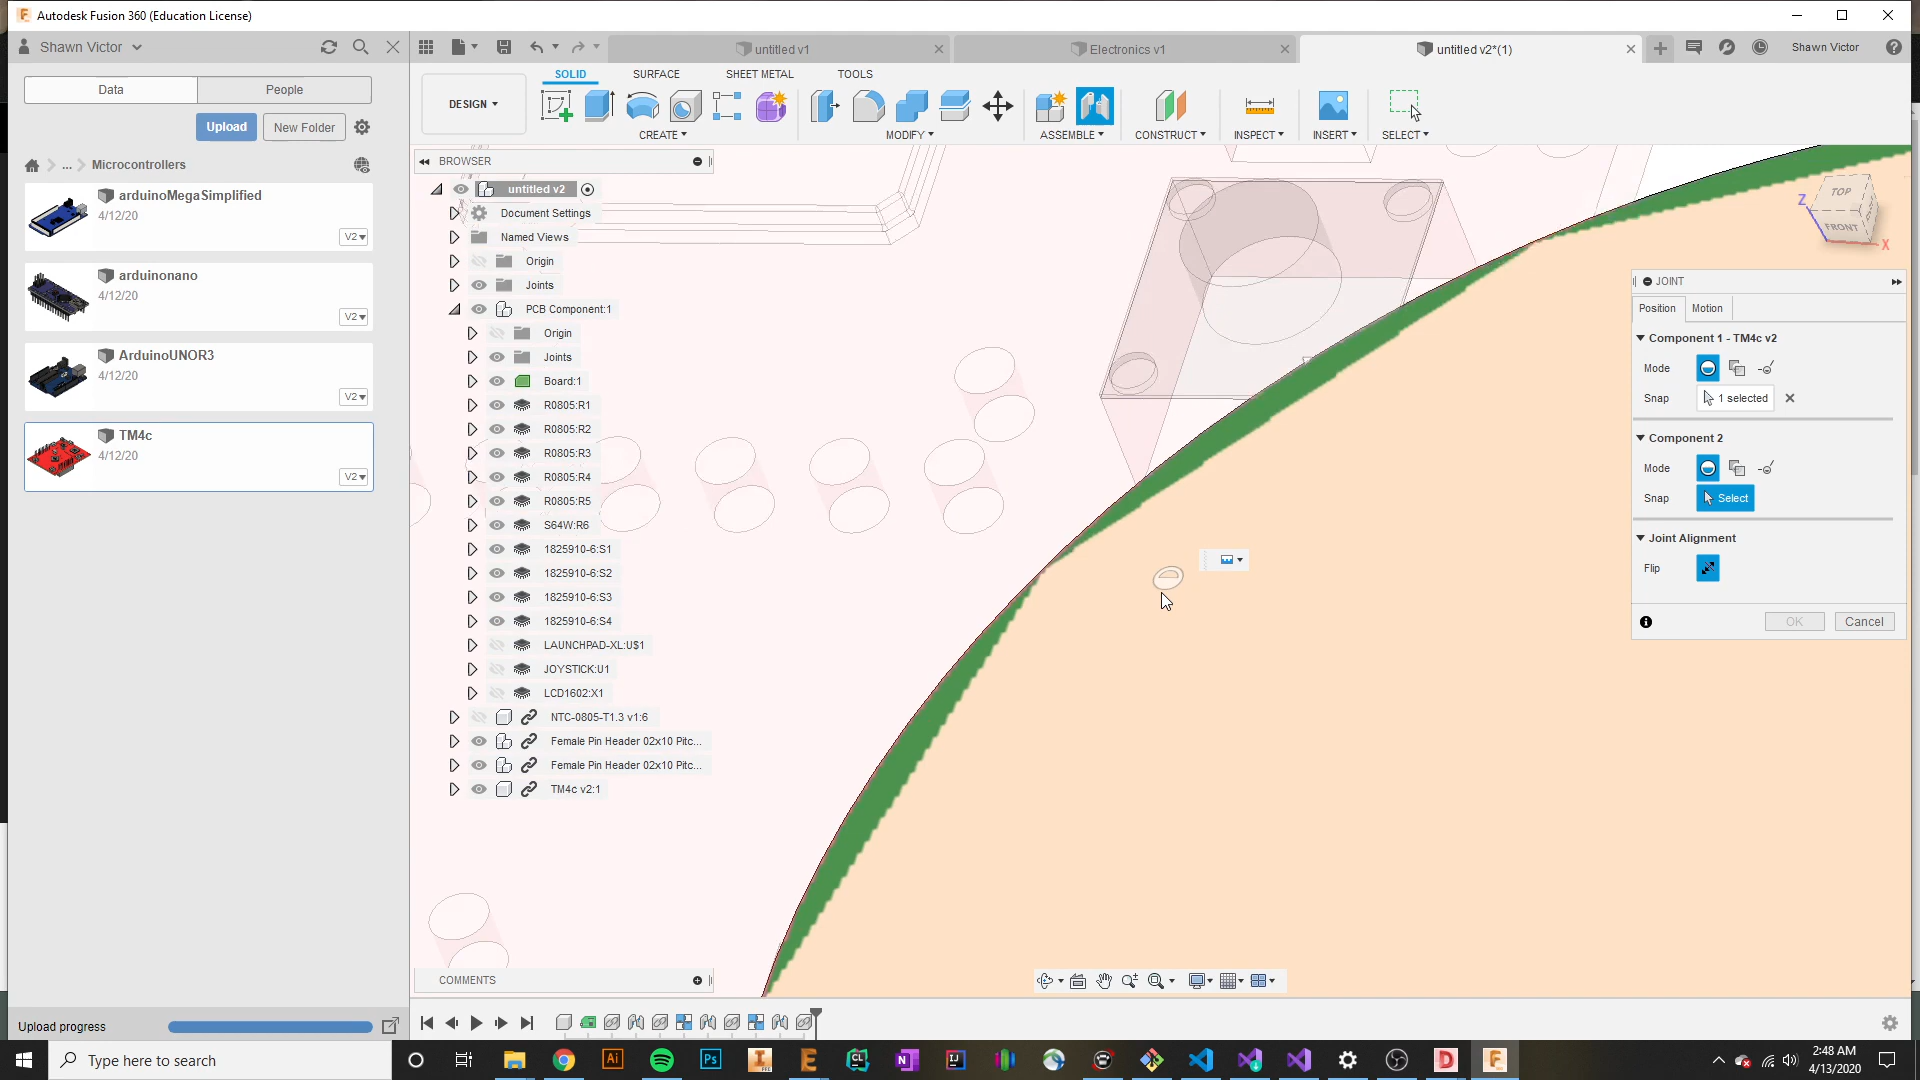 Autodesk Fusion 360 (Education License)
Shawn Victor
untitled v1
Electronics v1
untitled v2*(1)
Shawn Victor
Data
People
SOLID
SURFACE
SHEET METAL
TOOLS
DESIGN
Upload
New Folder
CREATE
MODIFY
ASSEMBLE
CONSTRUCT
INSPECT
INSERT
SELECT
... Microcontrollers
BROWSER
arduinoMegaSimplified
4/12/20
V2
arduinonano
4/12/20
V2
ArduinoUNOR3
4/12/20
V2
TM4c
4/12/20
V2
untitled v2
Document Settings
Named Views
Origin
Joints
PCB Component:1
Origin
Joints
Board:1
R0805:R1
R0805:R2
R0805:R3
R0805:R4
R0805:R5
S64W:R6
1825910-6:S1
1825910-6:S2
1825910-6:S3
1825910-6:S4
LAUNCHPAD-XL:U$1
JOYSTICK:U1
LCD1602:X1
NTC-0805-T1.3 v1:6
Female Pin Header 02x10 Pitc...
Female Pin Header 02x10 Pitc...
TM4c v2:1
TOP
FRONT
Z
X
JOINT
Position
Motion
Component 1 - TM4c v2
Mode
Snap
1 selected
Component 2
Mode
Snap
Select
Joint Alignment
Flip
OK
Cancel
COMMENTS
Upload progress
Type here to search
2:48 AM
4/13/2020